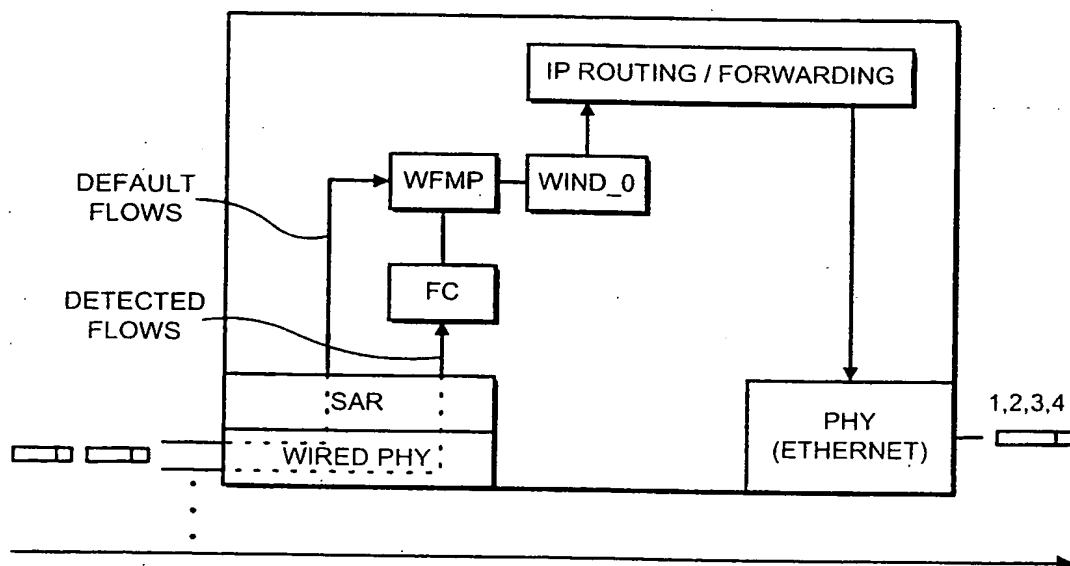 IP ROUTING / FORWARDING
WFMP
WIND_0
DEFAULT
FLOWS
FC
DETECTED
FLOWS
SAR
WIRED PHY
PHY
(ETHERNET)
1,2,3,4